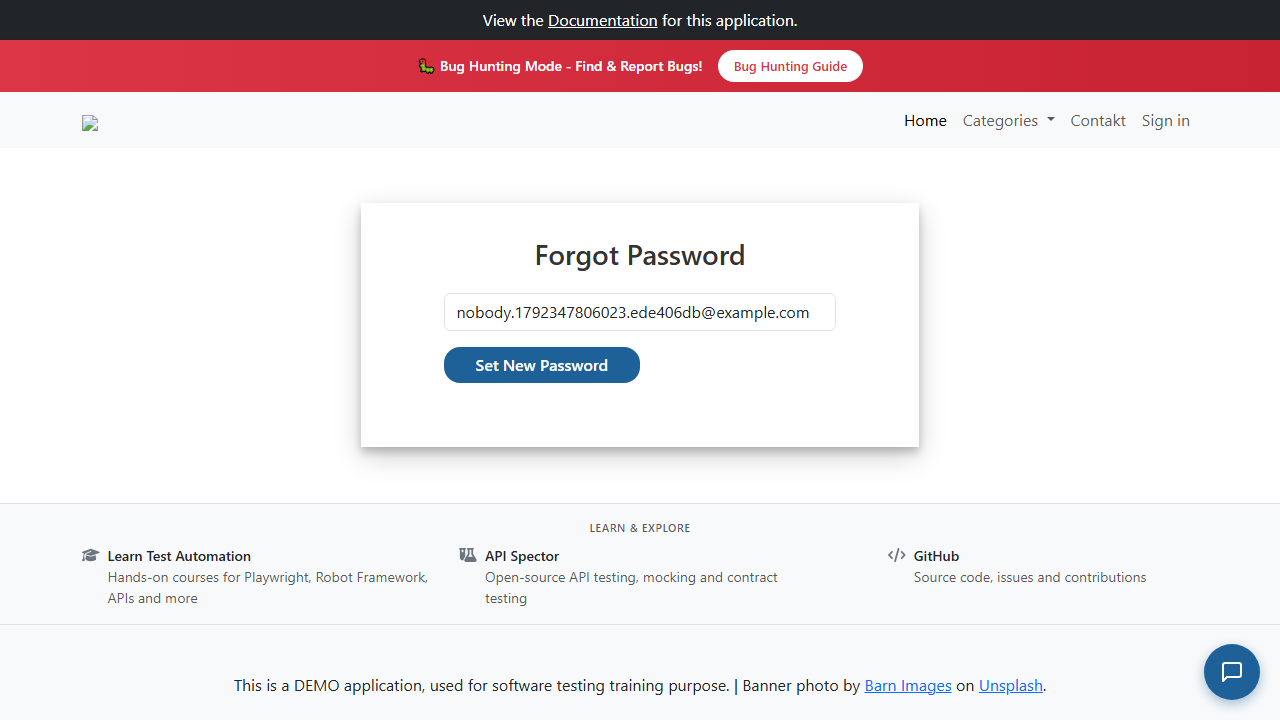 View the Documentation for this application.
🐛 Bug Hunting Mode - Find & Report Bugs!
Bug Hunting Guide
Home
Categories
Contakt
Sign in
Forgot Password
nobody.1792347806023.ede406db@example.com
Set New Password
LEARN & EXPLORE
Learn Test Automation
Hands-on courses for Playwright, Robot Framework,
APIs and more
API Spector
Open-source API testing, mocking and contract
testing
GitHub
Source code, issues and contributions
This is a DEMO application, used for software testing training purpose. | Banner photo by Barn Images on Unsplash.